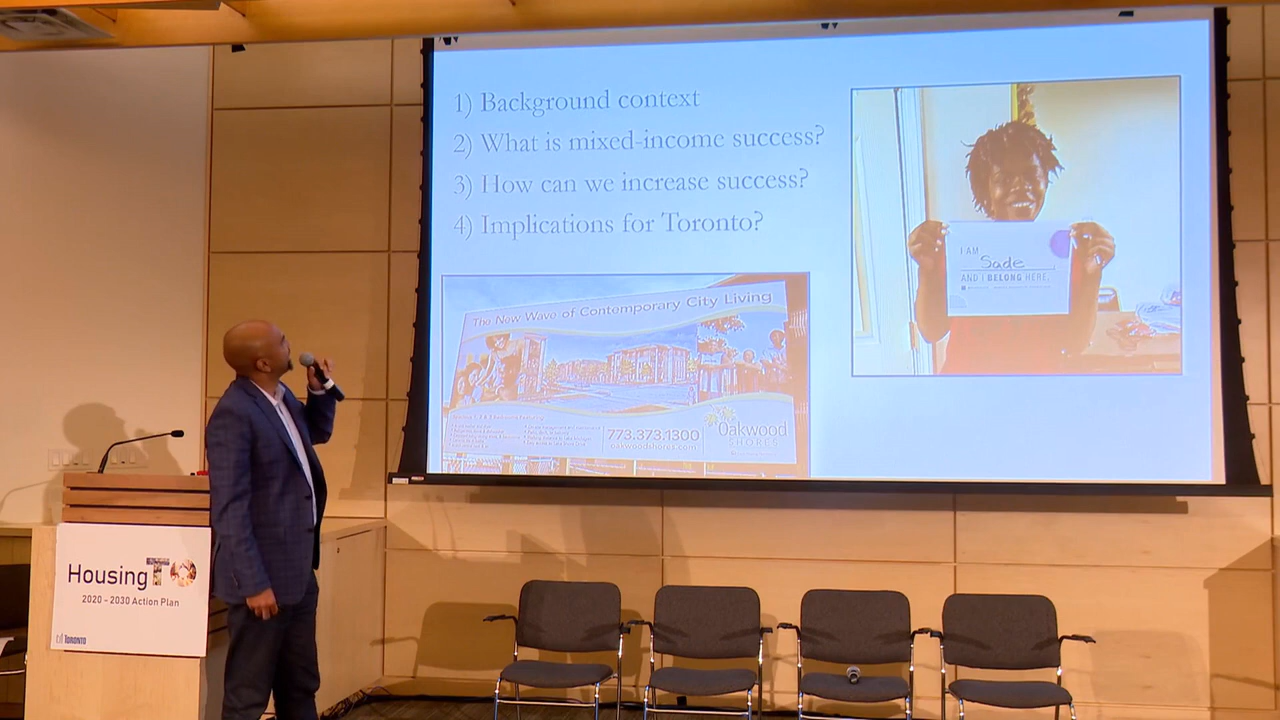 1) Background context
2) What is mixed-income success?
3) How can we increase success?
4) Implications for Toronto?
I AM
Sade
AND I BELONG HERE.
The New Wave of Contemporary City Living
773.373.1300
oakwoodshores.com
Oakwood
SHORES
HousingTO
2020 - 2030 Action Plan
TORONTO